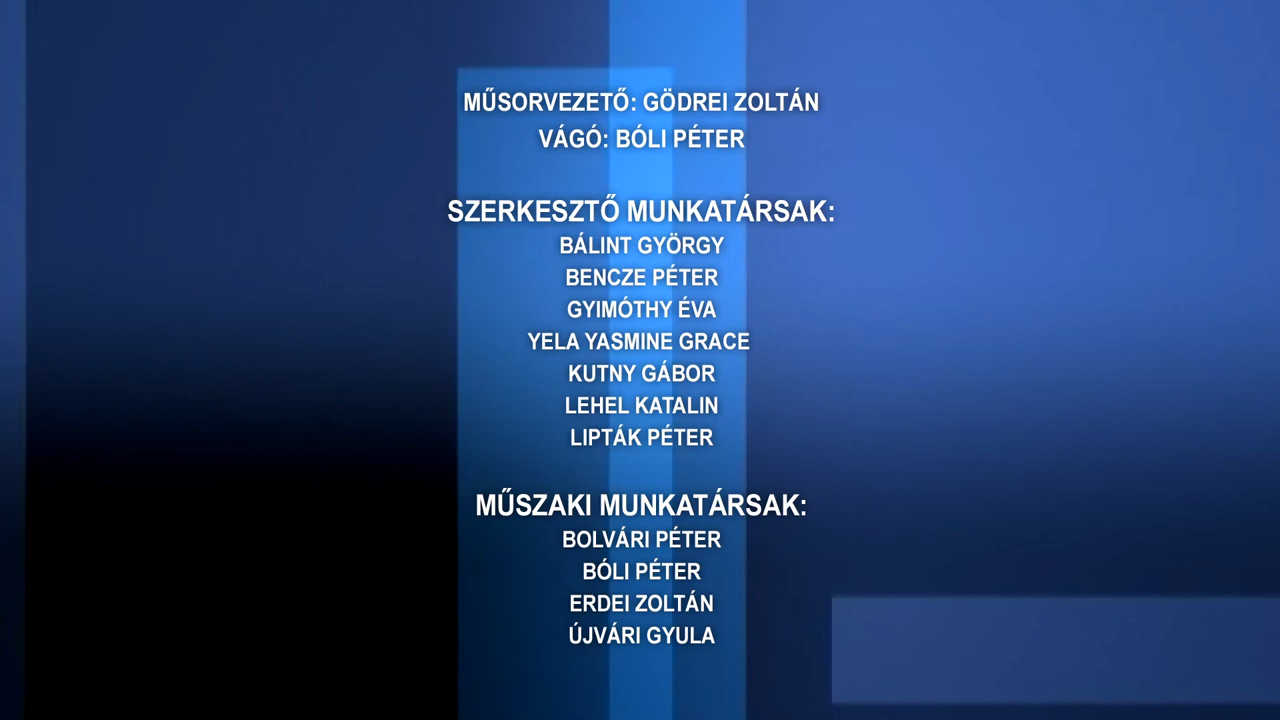 MŰSORVEZETŐ: GÖDREI ZOLTÁN
VÁGÓ: BÓLI PÉTER
SZERKESZTŐ MUNKATÁRSAK:
BÁLINT GYÖRGY
BENCZE PÉTER
GYIMÓTHY ÉVA
YELA YASMINE GRACE
KUTNY GÁBOR
LEHEL KATALIN
LIPTÁK PÉTER
MŰSZAKI MUNKATÁRSAK:
BOLVÁRI PÉTER
BÓLI PÉTER
ERDEI ZOLTÁN
ÚJVÁRI GYULA